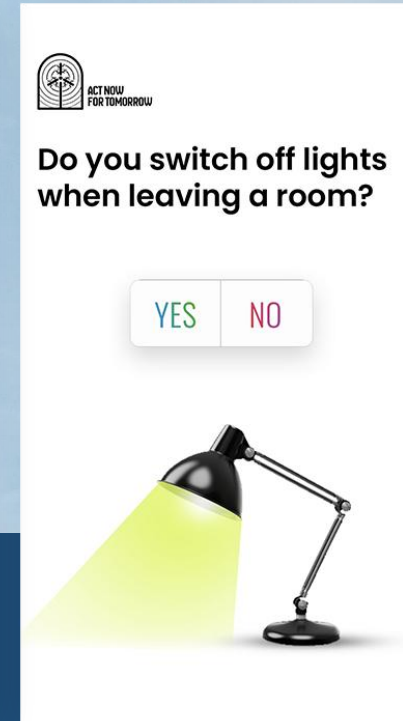 ACT NOW
FOR TOMORROW
Do you switch off lights
when leaving a room?
YES NO